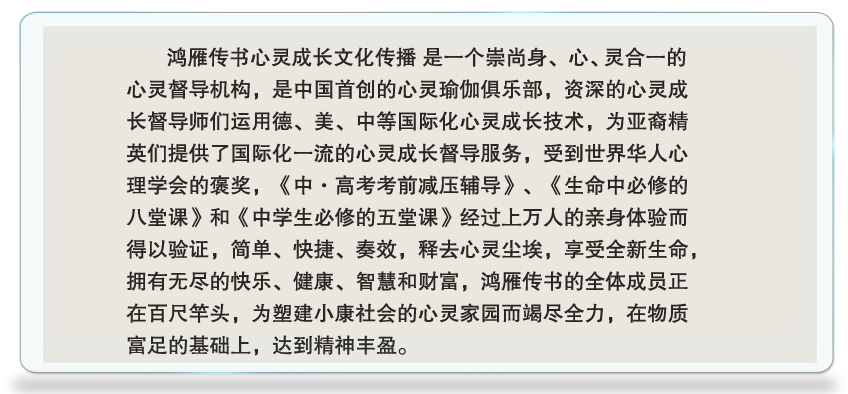 鸿雁传书心灵成长文化传播 是一个崇尚身、心、灵合一的
心灵督导机构，是中国首创的心灵瑜伽俱乐部，资深的心灵成
长督导师们运用德、美、中等国际化心灵成长技术，为亚裔精
英们提供了国际化一流的心灵成长督导服务，受到世界华人心
理学会的褒奖，《中·高考考前减压辅导》、《生命中必修的
八堂课》和《中学生必修的五堂课》经过上万人的亲身体验而
得以验证，简单、快捷、奏效，释去心灵尘埃，享受全新生命，
拥有无尽的快乐、健康、智慧和财富，鸿雁传书的全体成员正
在百尺竿头，为塑建小康社会的心灵家园而竭尽全力，在物质
富足的基础上，达到精神丰盈。